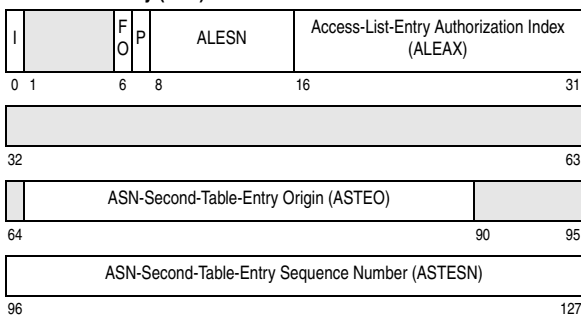 I F O P ALESN Access-List-Entry Authorization Index (ALEAX)
0 1 6 8 16 31
32 63
ASN-Second-Table-Entry Origin (ASTEO)
64 90 95
ASN-Second-Table-Entry Sequence Number (ASTESN)
96 127